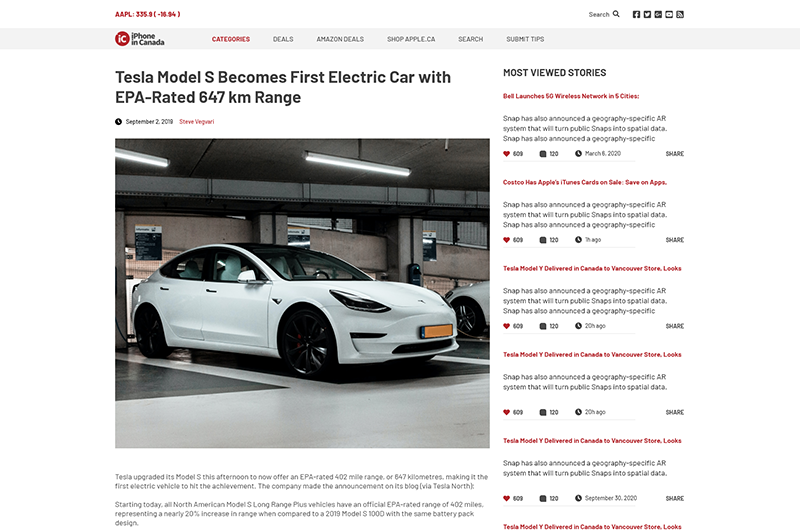 AAPL: 335.9 ( -16.94 )
Search
iC iPhone
in Canada
CATEGORIES
DEALS
AMAZON DEALS
SHOP APPLE.CA
SEARCH
SUBMIT TIPS
Tesla Model S Becomes First Electric Car with
EPA-Rated 647 km Range
September 2, 2019 Steve Vegvari
Tesla upgraded its Model S this afternoon to now offer an EPA-rated 402 mile range, or 647 kilometres, making it the
first electric vehicle to hit the achievement. The company made the announcement on its blog (via Tesla North):
Starting today, all North American Model S Long Range Plus vehicles have an official EPA-rated range of 402 miles,
representing a nearly 20% increase in range when compared to a 2019 Model S 100D with the same battery pack
design.
MOST VIEWED STORIES
Bell Launches 5G Wireless Network in 5 Cities;
Snap has also announced a geography-specific AR
system that will turn public Snaps into spatial data.
Snap has also announced a geography-specific
609 120 March 6, 2020 SHARE
Costco Has Apple's iTunes Cards on Sale: Save on Apps,
Snap has also announced a geography-specific AR
system that will turn public Snaps into spatial data.
Snap has also announced a geography-specific
609 120 1h ago SHARE
Tesla Model Y Delivered in Canada to Vancouver Store, Looks
Snap has also announced a geography-specific AR
system that will turn public Snaps into spatial data.
Snap has also announced a geography-specific
609 120 20h ago SHARE
Tesla Model Y Delivered in Canada to Vancouver Store, Looks
Snap has also announced a geography-specific AR
system that will turn public Snaps into spatial data.
609 120 20h ago SHARE
Tesla Model Y Delivered in Canada to Vancouver Store, Looks
Snap has also announced a geography-specific AR
system that will turn public Snaps into spatial data.
609 120 September 30, 2020 SHARE
Tesla Model Y Delivered in Canada to Vancouver Store, Looks